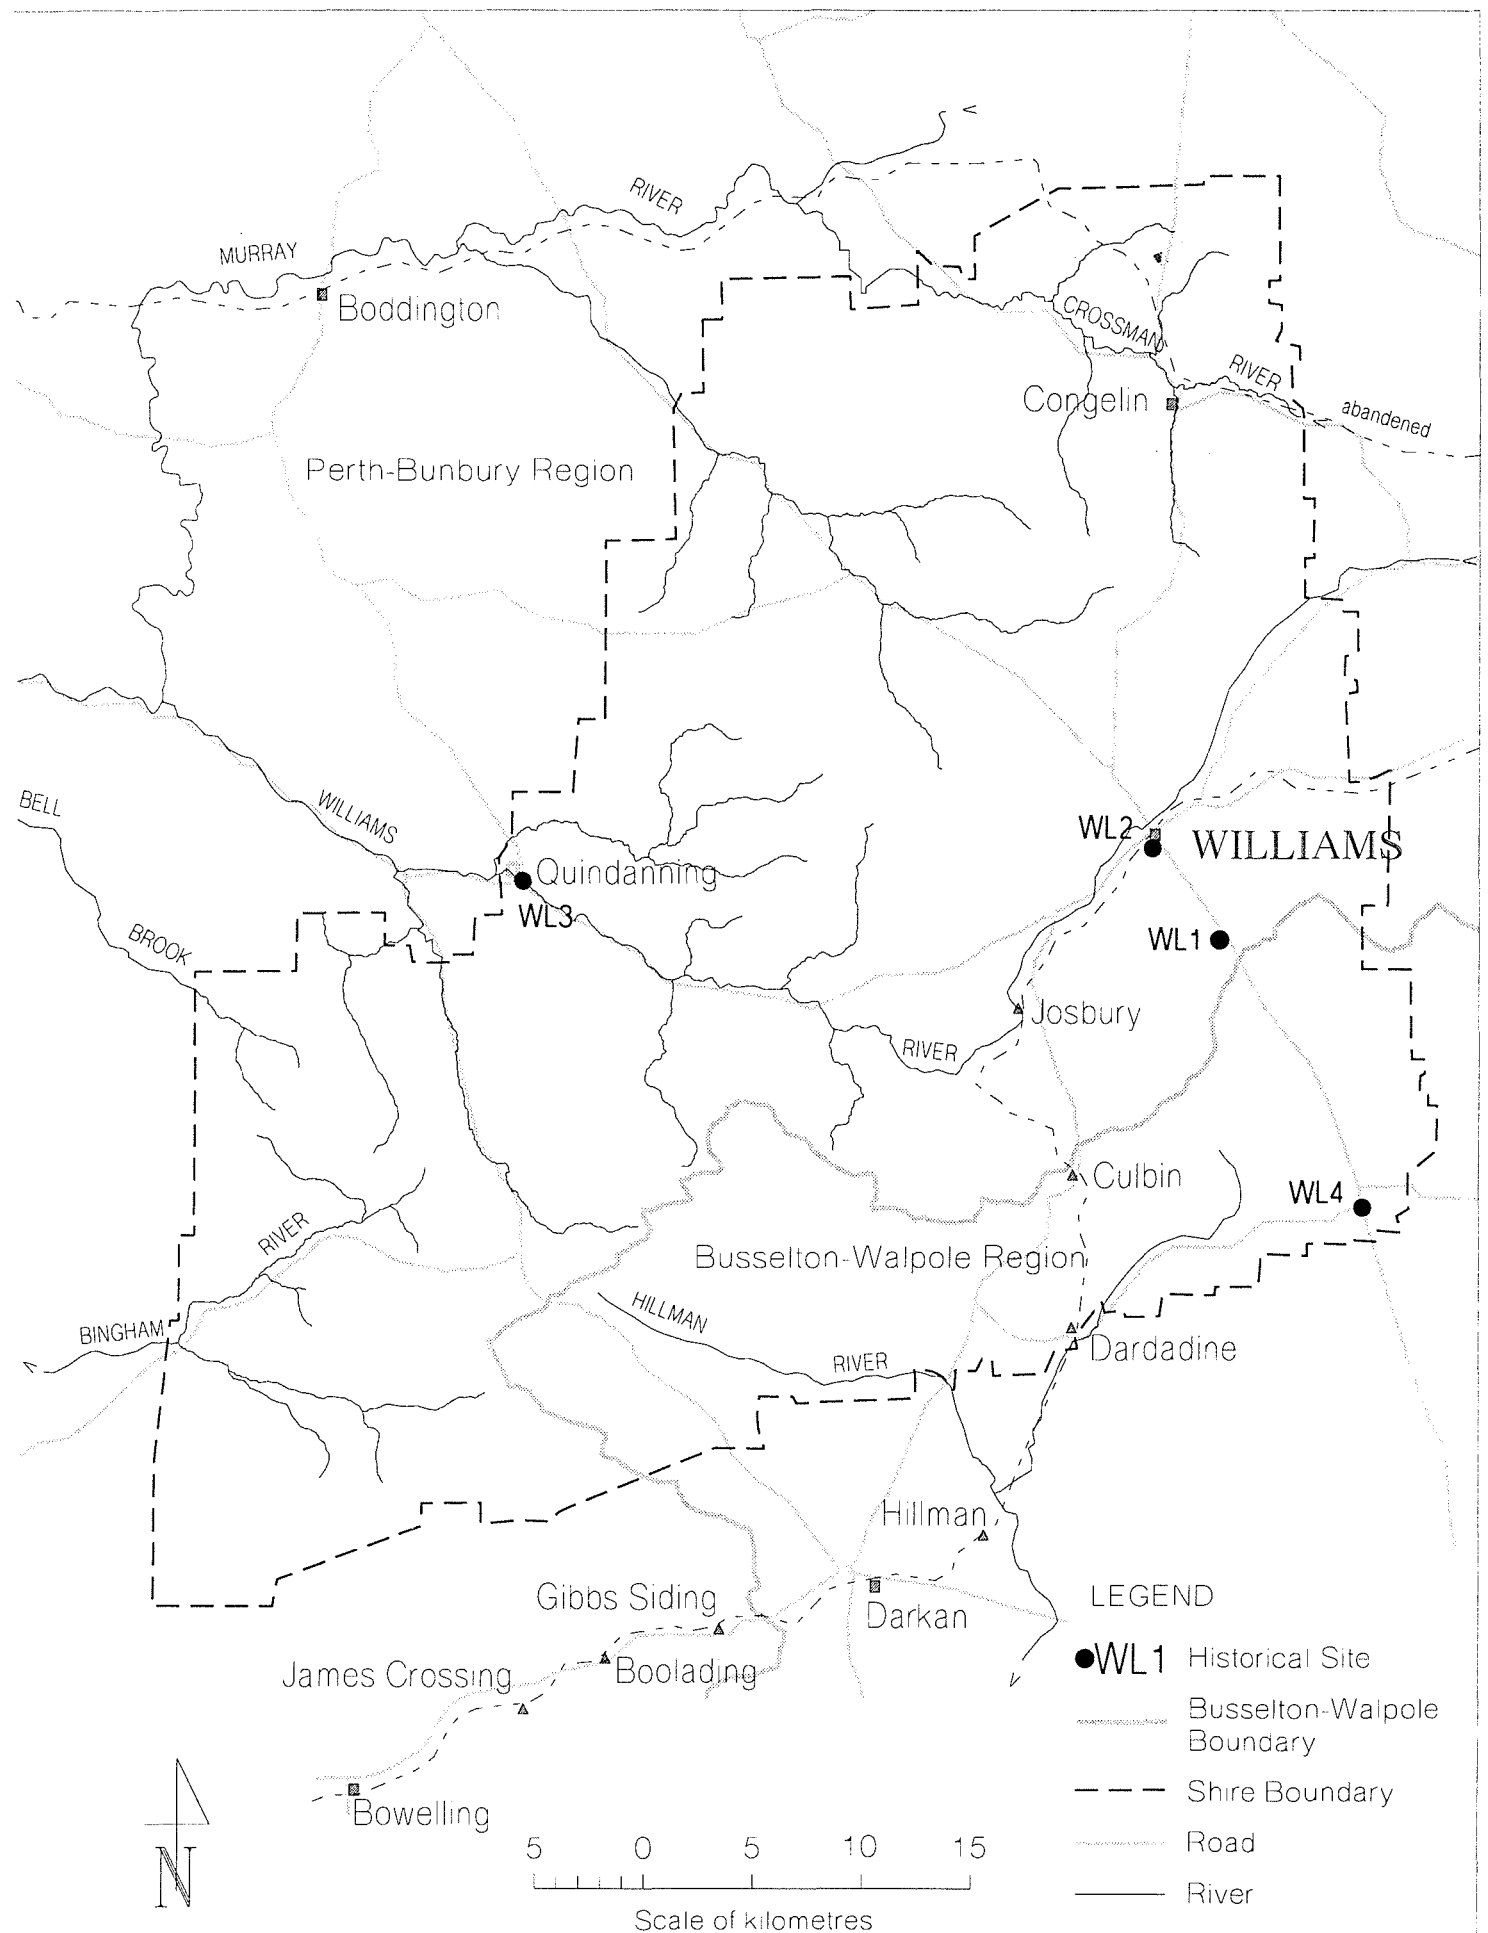 RIVER
MURRAY
Boddington
CROSSMAN
RIVER
Congelin
abandened
Perth-Bunbury Region
BELL
WILLIAMS
WL2
WILLIAMS
Quindanning
WL3
BROOK
WL1
Josbury
RIVER
Culbin
WL4
RIVER
Busselton-Walpole Region
HILLMAN
BINGHAM
RIVER
Dardadine
Hillman
Gibbs Siding
Darkan
James Crossing
Boolading
Bowelling
LEGEND
WL1 Historical Site
Busselton-Walpole
Boundary
Shire Boundary
Road
River
N
5 0 5 10 15
Scale of kilometres